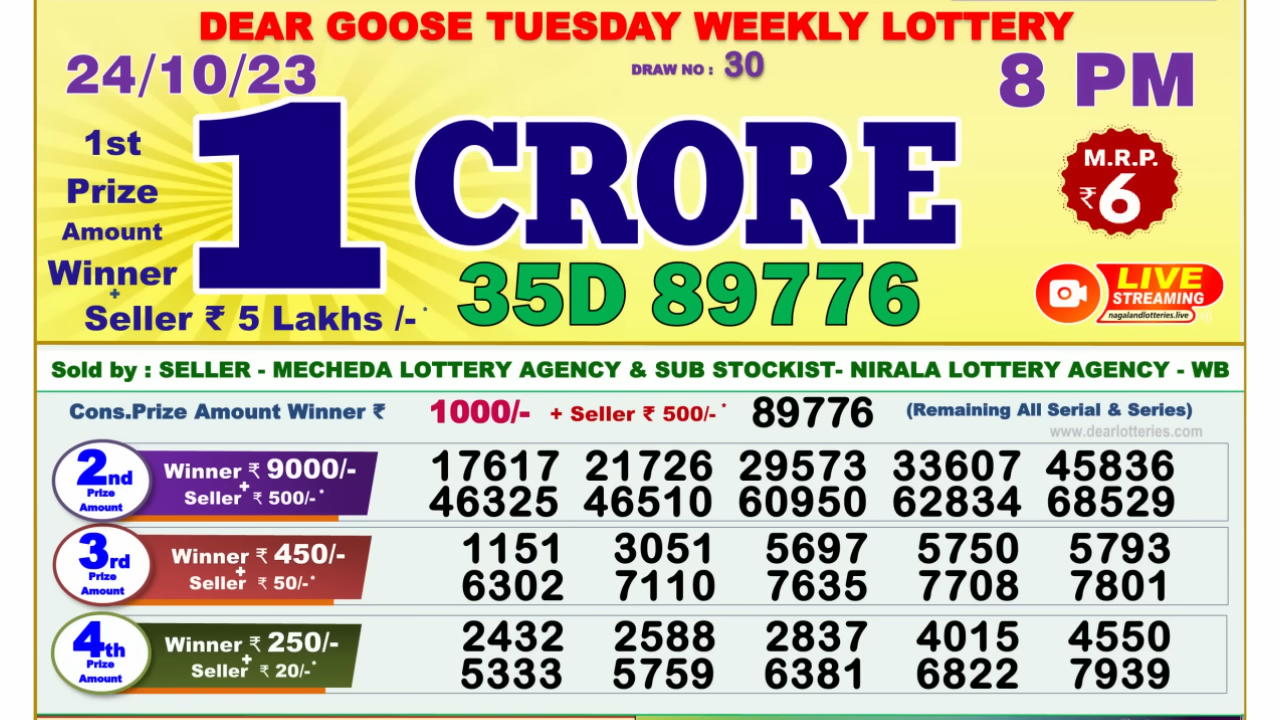 DEAR GOOSE TUESDAY WEEKLY LOTTERY
24/10/23
DRAW NO : 30
8 PM
1st
Prize
Amount
Winner
+
Seller ₹ 5 Lakhs /-*
1 CRORE
35D 89776
M.R.P.
₹6
LIVE
STREAMING
nagalandlotteries.live
Sold by : SELLER - MECHEDA LOTTERY AGENCY & SUB STOCKIST- NIRALA LOTTERY AGENCY - WB
Cons.Prize Amount Winner ₹ 1000/- + Seller ₹ 500/-* 89776 (Remaining All Serial & Series)
www.dearlotteries.com
2nd
Prize
Amount
Winner ₹ 9000/-
+
Seller ₹ 500/-*
17617 21726 29573 33607 45836
46325 46510 60950 62834 68529
3rd
Prize
Amount
Winner ₹ 450/-
+
Seller ₹ 50/-*
1151 3051 5697 5750 5793
6302 7110 7635 7708 7801
4th
Prize
Amount
Winner ₹ 250/-
+
Seller ₹ 20/-*
2432 2588 2837 4015 4550
5333 5759 6381 6822 7939